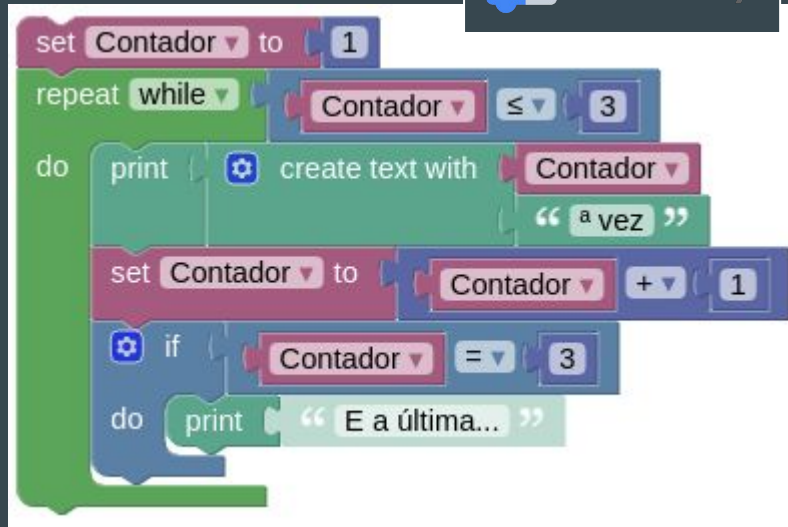 set Contador to 1
repeat while Contador ≤ 3
do print create text with Contador
“ ª vez ”
set Contador to Contador + 1
if Contador = 3
do print “ E a última... ”